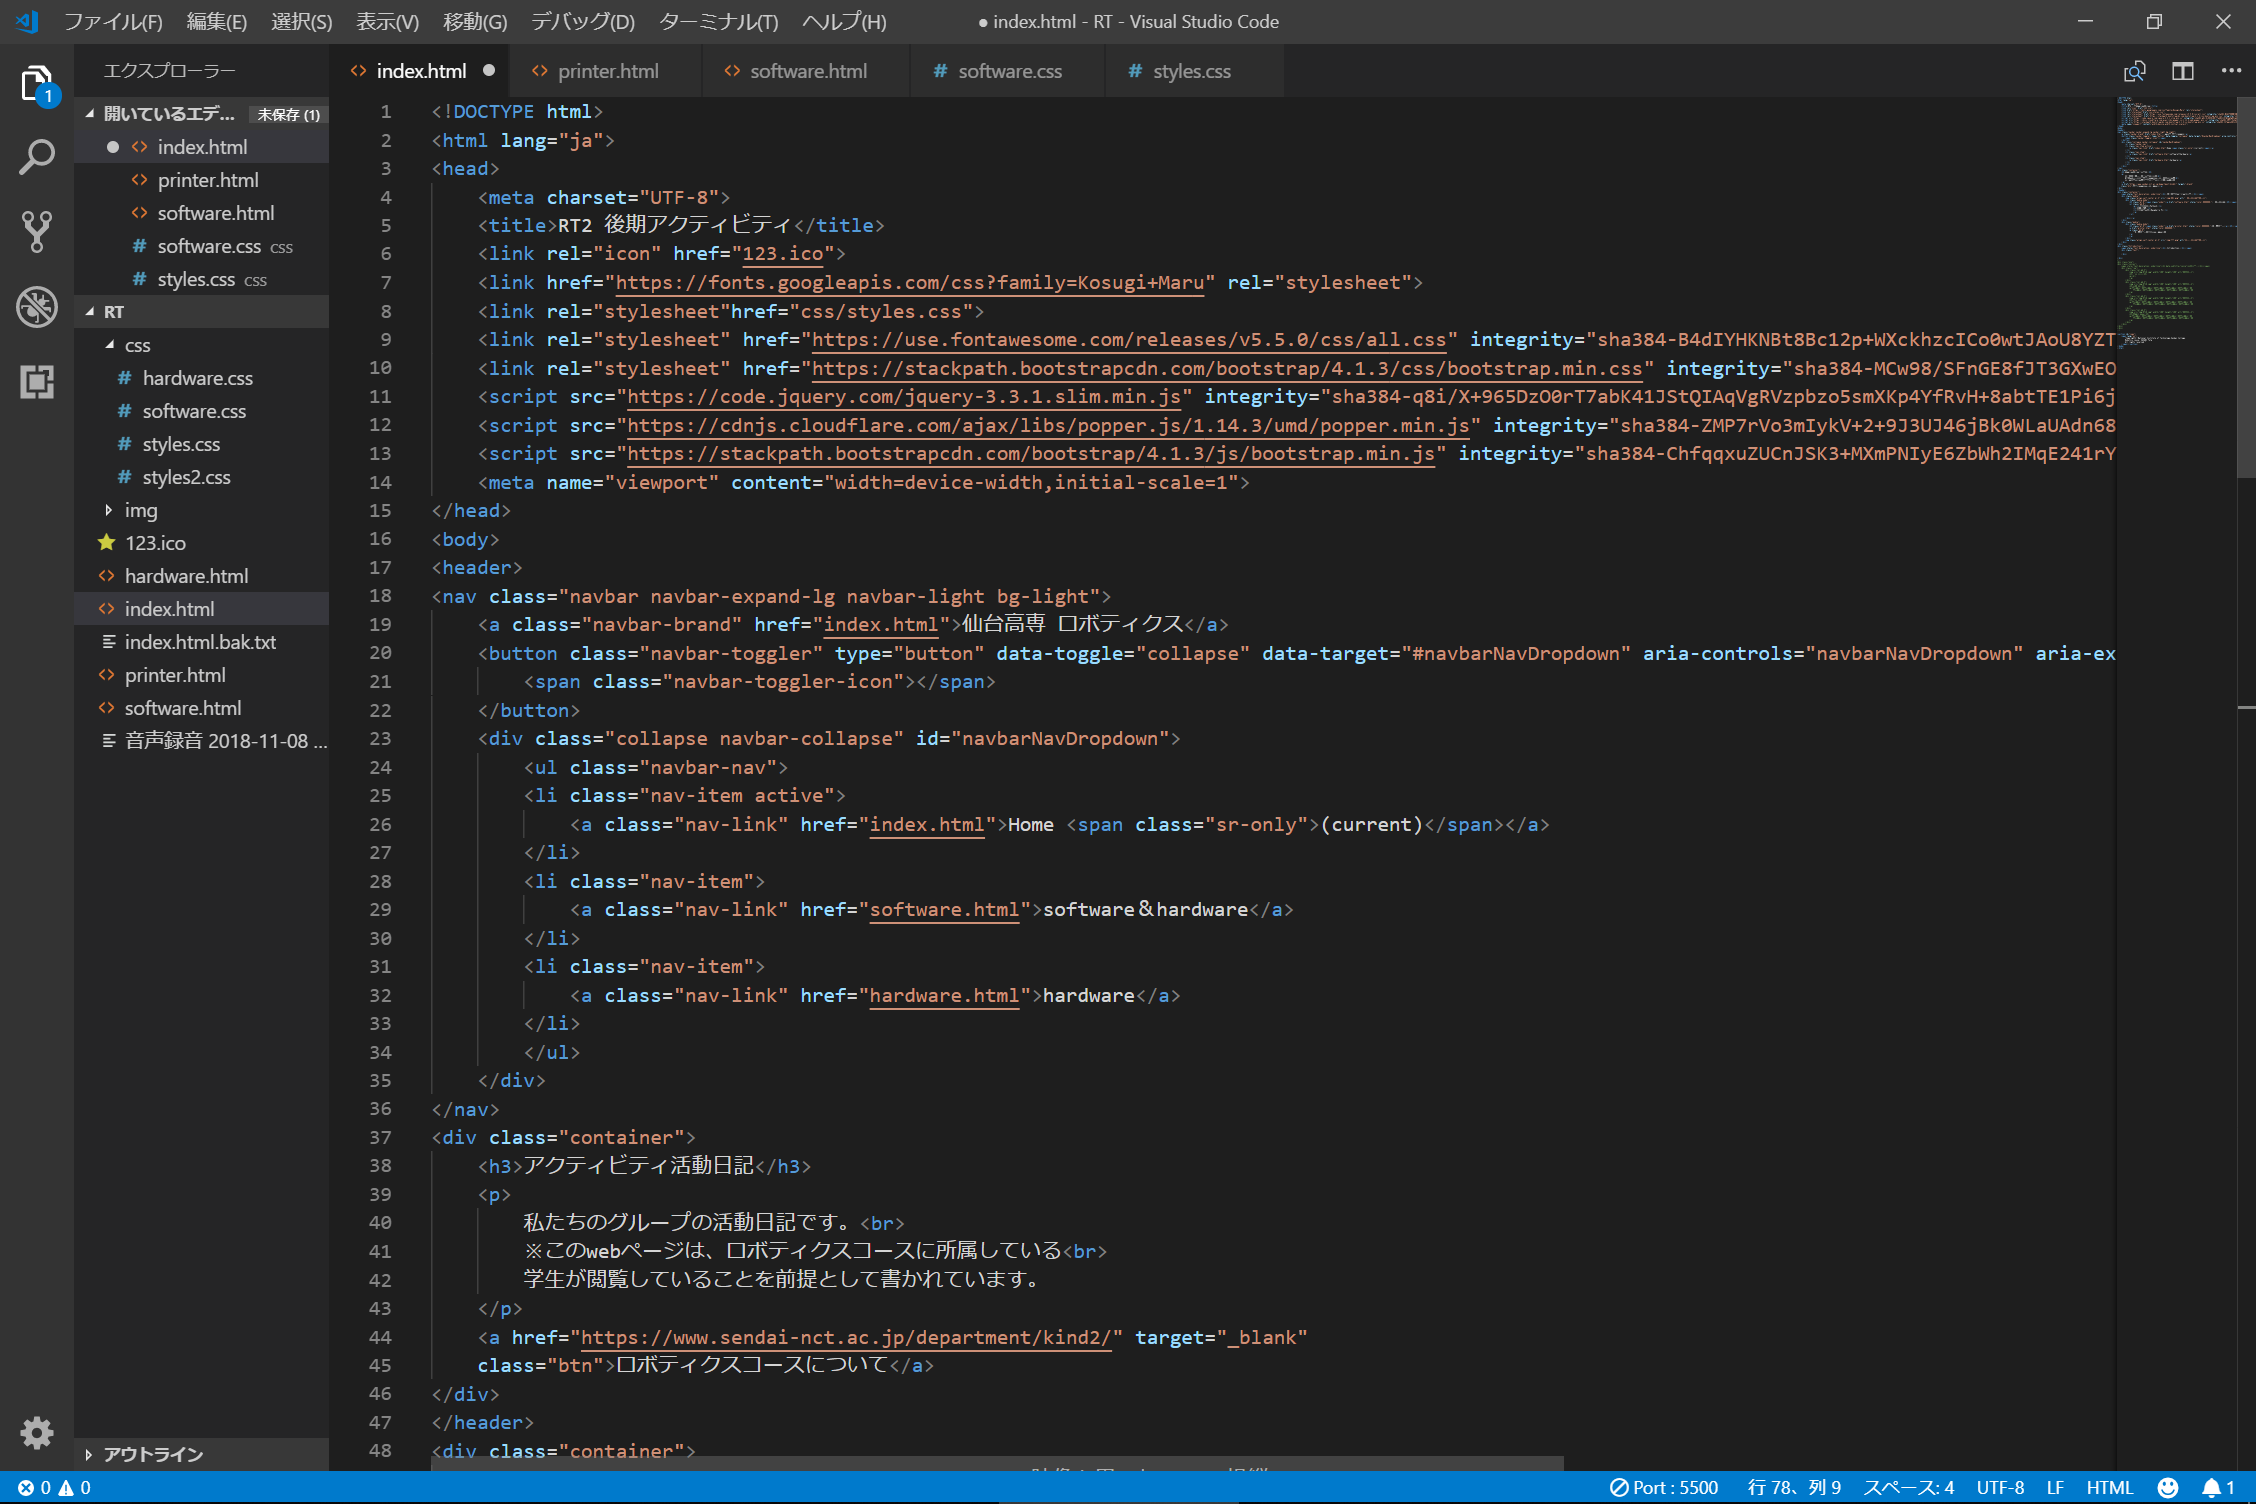 ファイル(F) 編集(E) 選択(S) 表示(V) 移動(G) デバッグ(D) ターミナル(T) ヘルプ(H) ● index.html - RT - Visual Studio Code
エクスプローラー
1
開いているエデ... 未保存 (1)
index.html
printer.html
software.html
software.css css
styles.css css
RT
css
hardware.css
software.css
styles.css
styles2.css
img
123.ico
hardware.html
index.html
index.html.bak.txt
printer.html
software.html
音声録音 2018-11-08 ...
アウトライン
index.html ● printer.html software.html # software.css # styles.css
1 <!DOCTYPE html>
2 <html lang="ja">
3 <head>
4 <meta charset="UTF-8">
5 <title>RT2 後期アクティビティ</title>
6 <link rel="icon" href="123.ico">
7 <link href="https://fonts.googleapis.com/css?family=Kosugi+Maru" rel="stylesheet">
8 <link rel="stylesheet"href="css/styles.css">
9 <link rel="stylesheet" href="https://use.fontawesome.com/releases/v5.5.0/css/all.css" integrity="sha384-B4dIYHKNBt8Bc12p+WXckhzcICo0wtJAoU8YZT
10 <link rel="stylesheet" href="https://stackpath.bootstrapcdn.com/bootstrap/4.1.3/css/bootstrap.min.css" integrity="sha384-MCw98/SFnGE8fJT3GXwEO
11 <script src="https://code.jquery.com/jquery-3.3.1.slim.min.js" integrity="sha384-q8i/X+965DzO0rT7abK41JStQIAqVgRVzpbzo5smXKp4YfRvH+8abtTE1Pi6j
12 <script src="https://cdnjs.cloudflare.com/ajax/libs/popper.js/1.14.3/umd/popper.min.js" integrity="sha384-ZMP7rVo3mIykV+2+9J3UJ46jBk0WLaUAdn68
13 <script src="https://stackpath.bootstrapcdn.com/bootstrap/4.1.3/js/bootstrap.min.js" integrity="sha384-ChfqqxuZUCnJSK3+MXmPNIyE6ZbWh2IMqE241rY
14 <meta name="viewport" content="width=device-width,initial-scale=1">
15 </head>
16 <body>
17 <header>
18 <nav class="navbar navbar-expand-lg navbar-light bg-light">
19 <a class="navbar-brand" href="index.html">仙台高専 ロボティクス</a>
20 <button class="navbar-toggler" type="button" data-toggle="collapse" data-target="#navbarNavDropdown" aria-controls="navbarNavDropdown" aria-ex
21 <span class="navbar-toggler-icon"></span>
22 </button>
23 <div class="collapse navbar-collapse" id="navbarNavDropdown">
24 <ul class="navbar-nav">
25 <li class="nav-item active">
26 <a class="nav-link" href="index.html">Home <span class="sr-only">(current)</span></a>
27 </li>
28 <li class="nav-item">
29 <a class="nav-link" href="software.html">software＆hardware</a>
30 </li>
31 <li class="nav-item">
32 <a class="nav-link" href="hardware.html">hardware</a>
33 </li>
34 </ul>
35 </div>
36 </nav>
37 <div class="container">
38 <h3>アクティビティ活動日記</h3>
39 <p>
40 私たちのグループの活動日記です。<br>
41 ※このwebページは、ロボティクスコースに所属している<br>
42 学生が閲覧していることを前提として書かれています。
43 </p>
44 <a href="https://www.sendai-nct.ac.jp/department/kind2/" target="_blank"
45 class="btn">ロボティクスコースについて</a>
46 </div>
47 </header>
48 <div class="container">
0 0 Port : 5500 行 78、列 9 スペース: 4 UTF-8 LF HTML 1